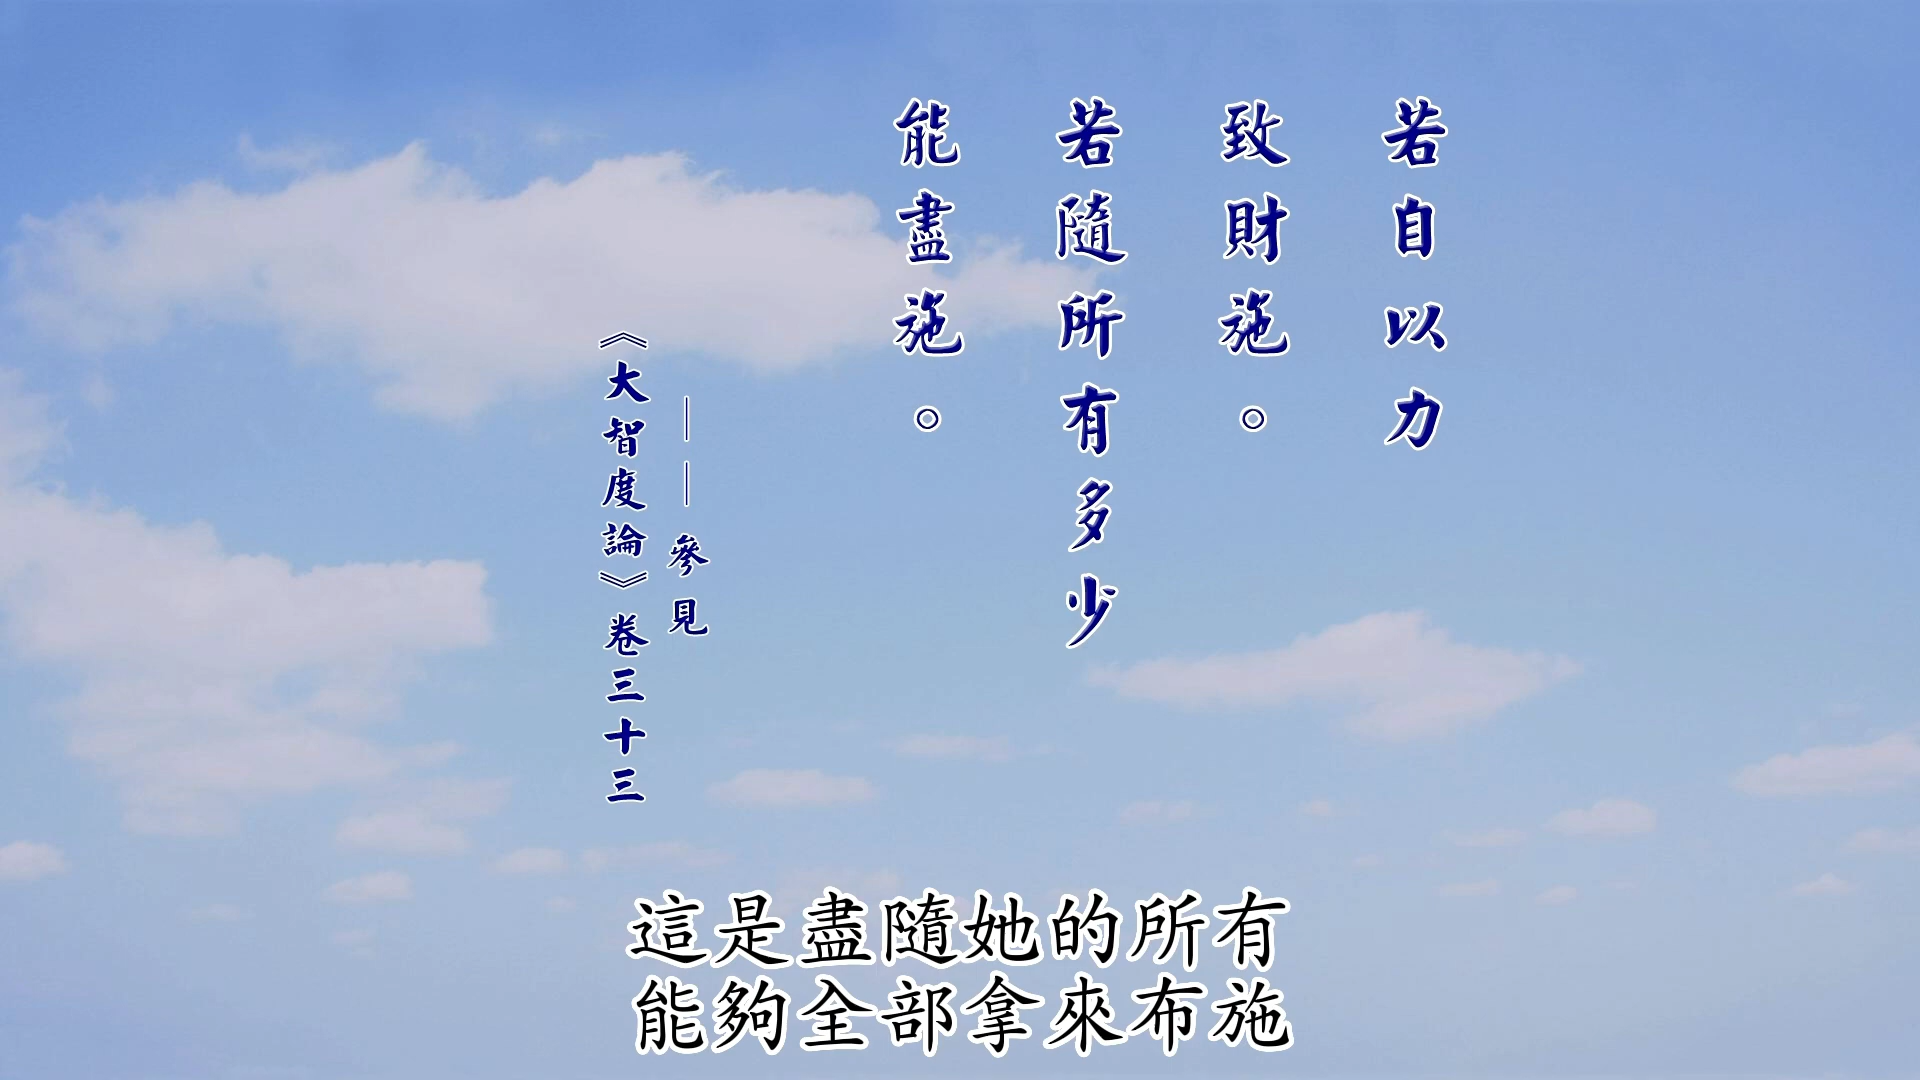 若自以力
致財施。
若隨所有多少
能盡施。
——參見
《大智度論》卷三十三
這是盡隨她的所有
能夠全部拿來布施